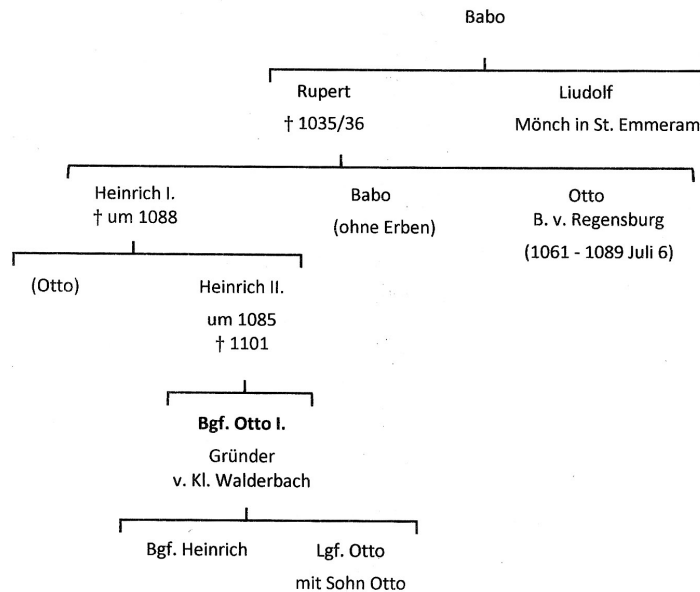 Babo
Rupert
† 1035/36
Liudolf
Mönch in St. Emmeram
Heinrich I.
† um 1088
Babo
(ohne Erben)
Otto
B. v. Regensburg
(1061 - 1089 Juli 6)
(Otto)
Heinrich II.
um 1085
† 1101
Bgf. Otto I.
Gründer
v. Kl. Walderbach
Bgf. Heinrich
Lgf. Otto
mit Sohn Otto